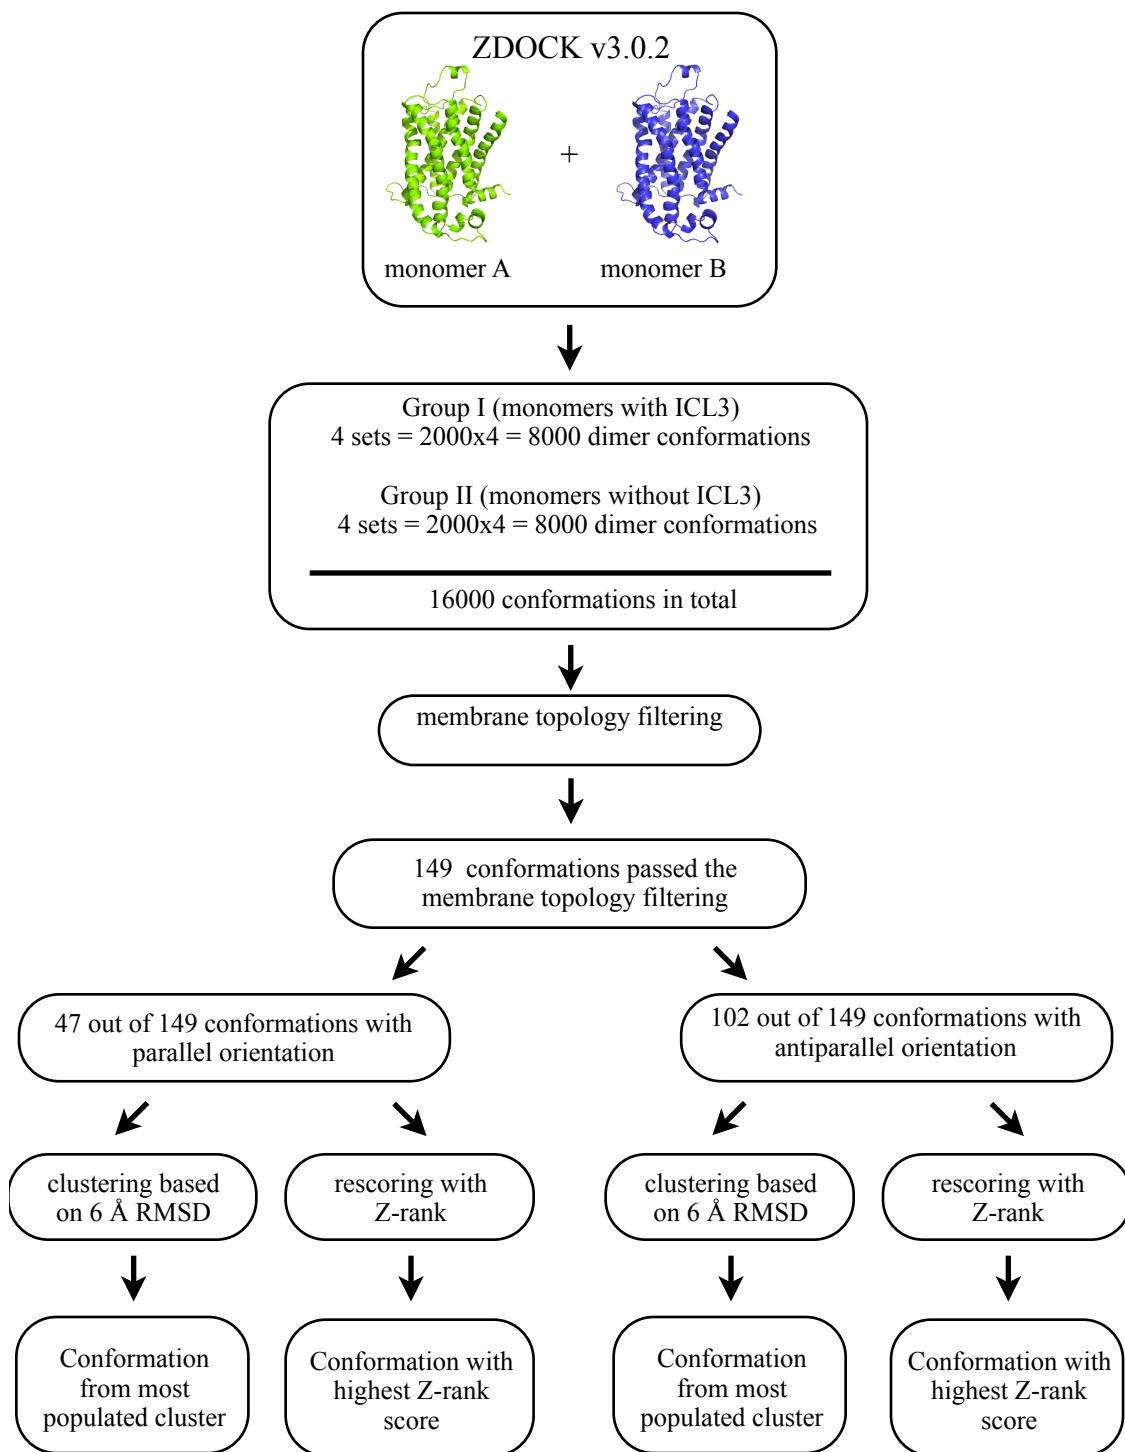 ZDOCK v3.0.2
+
monomer A
monomer B
Group I (monomers with ICL3)
4 sets = 2000x4 = 8000 dimer conformations
Group II (monomers without ICL3)
4 sets = 2000x4 = 8000 dimer conformations
16000 conformations in total
membrane topology filtering
149 conformations passed the
membrane topology filtering
47 out of 149 conformations with
parallel orientation
102 out of 149 conformations with
antiparallel orientation
clustering based
on 6 Å RMSD
rescoring with
Z-rank
clustering based
on 6 Å RMSD
rescoring with
Z-rank
Conformation
from most
populated cluster
Conformation with
highest Z-rank
score
Conformation
from most
populated cluster
Conformation with
highest Z-rank
score